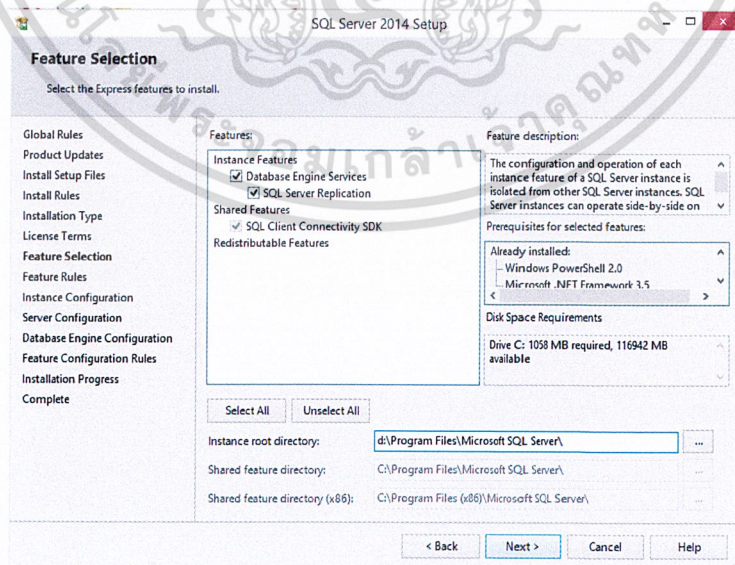 SQL Server 2014 Setup
Feature Selection
Select the Express features to install.
Global Rules
Product Updates
Install Setup Files
Install Rules
Installation Type
License Terms
Feature Selection
Feature Rules
Instance Configuration
Server Configuration
Database Engine Configuration
Feature Configuration Rules
Installation Progress
Complete
Features:
Instance Features
Database Engine Services
SQL Server Replication
Shared Features
SQL Client Connectivity SDK
Redistributable Features
Feature description:
The configuration and operation of each
instance feature of a SQL Server instance is
isolated from other SQL Server instances. SQL
Server instances can operate side-by-side on
Prerequisites for selected features:
Already installed:
Windows PowerShell 2.0
Microsoft .NET Framework 3.5
Disk Space Requirements
Drive C: 1058 MB required, 116942 MB
available
Select All
Unselect All
Instance root directory:
d:\Program Files\Microsoft SQL Server\
...
Shared feature directory:
C:\Program Files\Microsoft SQL Server\
...
Shared feature directory (x86):
C:\Program Files (x86)\Microsoft SQL Server\
...
< Back
Next >
Cancel
Help